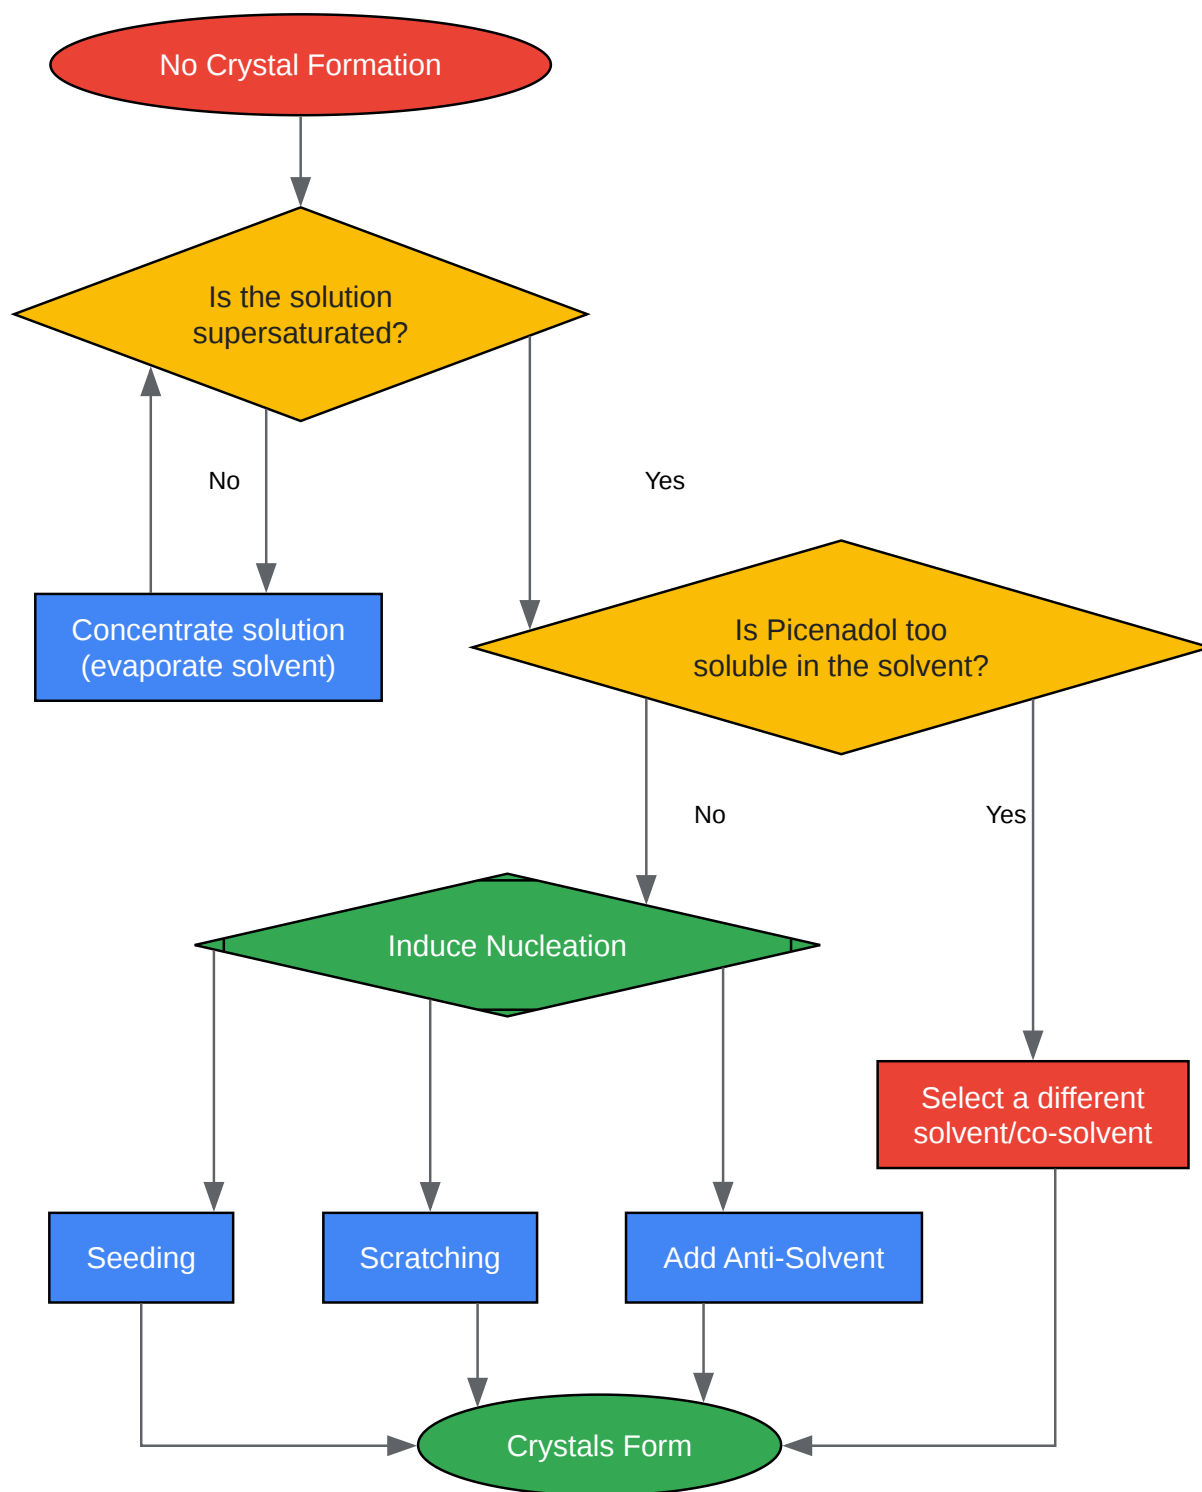 No Crystal Formation
Is the solution
supersaturated?
No
Yes
Concentrate solution
(evaporate solvent)
Is Picenadol too
soluble in the solvent?
No
Yes
Induce Nucleation
Select a different
solvent/co-solvent
Seeding
Scratching
Add Anti-Solvent
Crystals Form